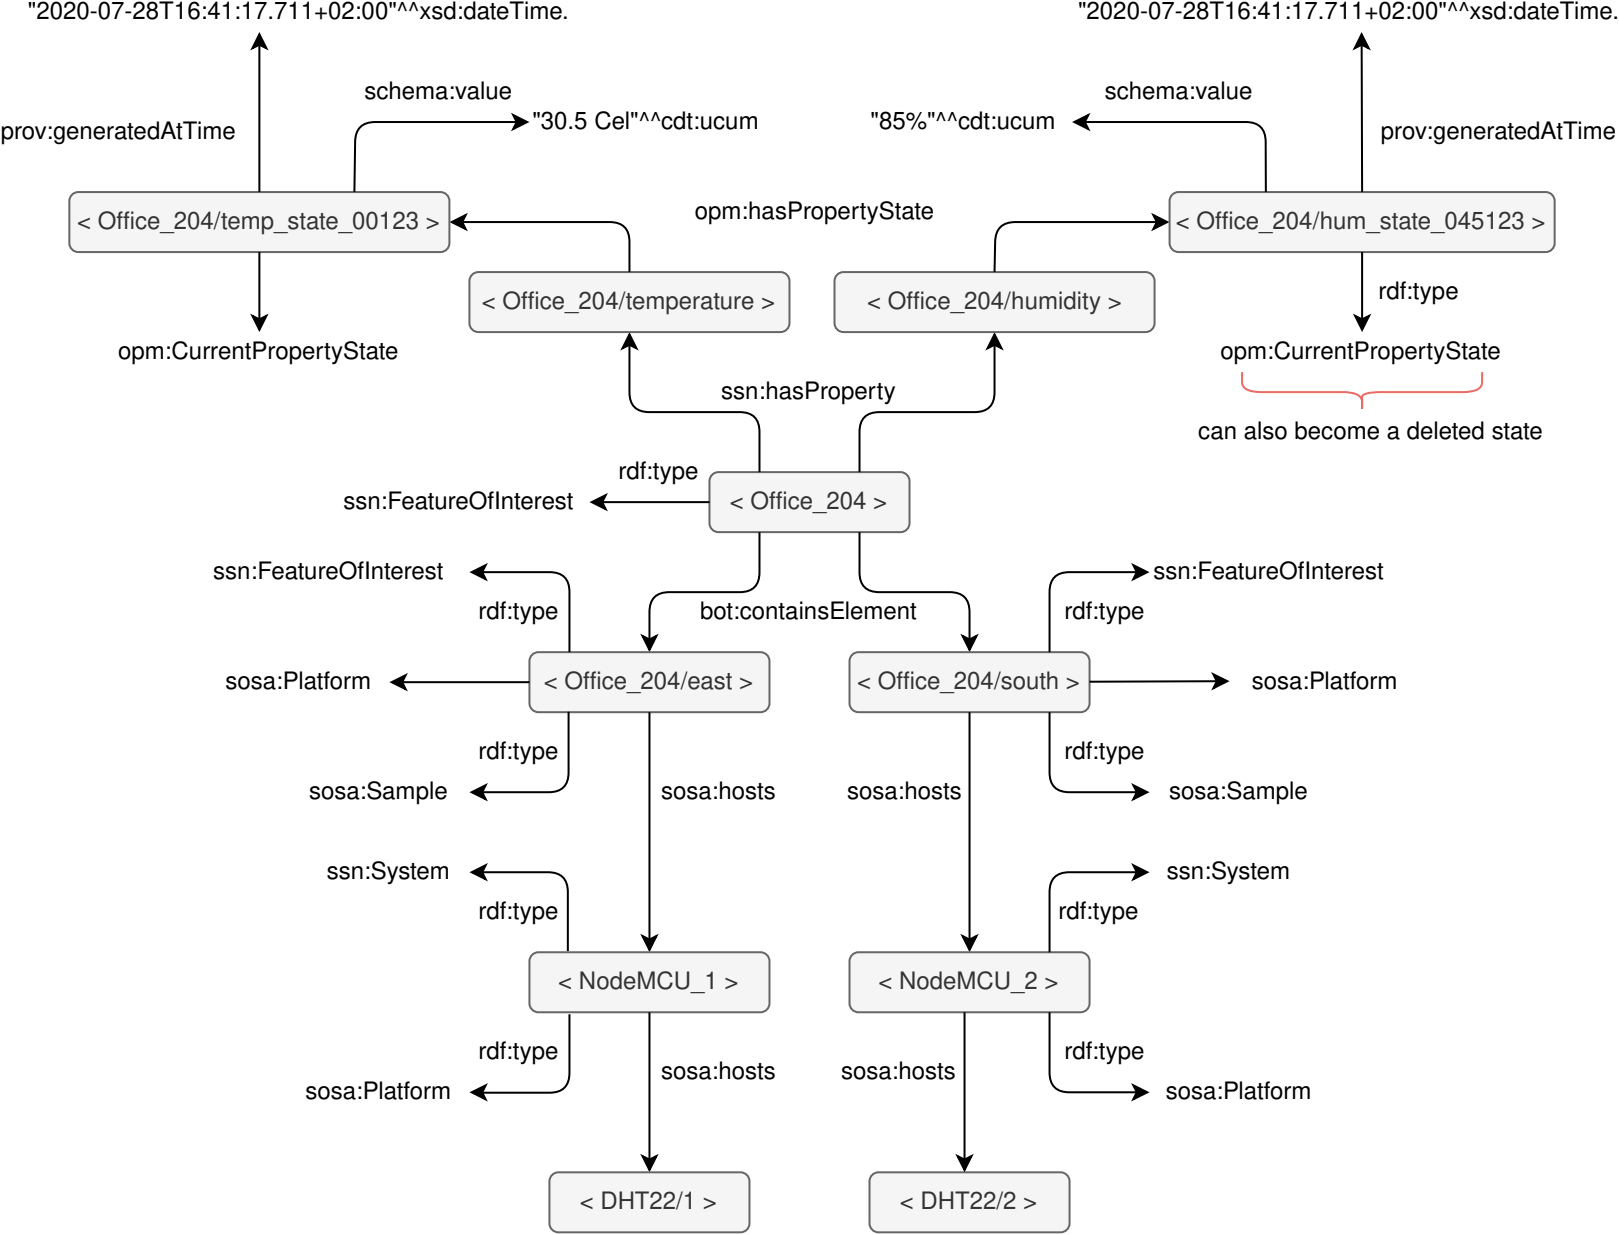 "2020-07-28T16:41:17.711+02:00"^^xsd:dateTime.
"2020-07-28T16:41:17.711+02:00"^^xsd:dateTime.
schema:value
schema:value
prov:generatedAtTime
"30.5 Cel"^^cdt:ucum
"85%"^^cdt:ucum
prov:generatedAtTime
< Office_204/temp_state_00123 >
opm:hasPropertyState
< Office_204/hum_state_045123 >
< Office_204/temperature >
< Office_204/humidity >
rdf:type
opm:CurrentPropertyState
opm:CurrentPropertyState
ssn:hasProperty
can also become a deleted state
rdf:type
ssn:FeatureOfInterest
< Office_204 >
ssn:FeatureOfInterest
ssn:FeatureOfInterest
rdf:type
bot:containsElement
rdf:type
sosa:Platform
< Office_204/east >
< Office_204/south >
sosa:Platform
rdf:type
rdf:type
sosa:Sample
sosa:hosts
sosa:hosts
sosa:Sample
ssn:System
ssn:System
rdf:type
rdf:type
< NodeMCU_1 >
< NodeMCU_2 >
rdf:type
sosa:hosts
sosa:hosts
rdf:type
sosa:Platform
sosa:Platform
< DHT22/1 >
< DHT22/2 >